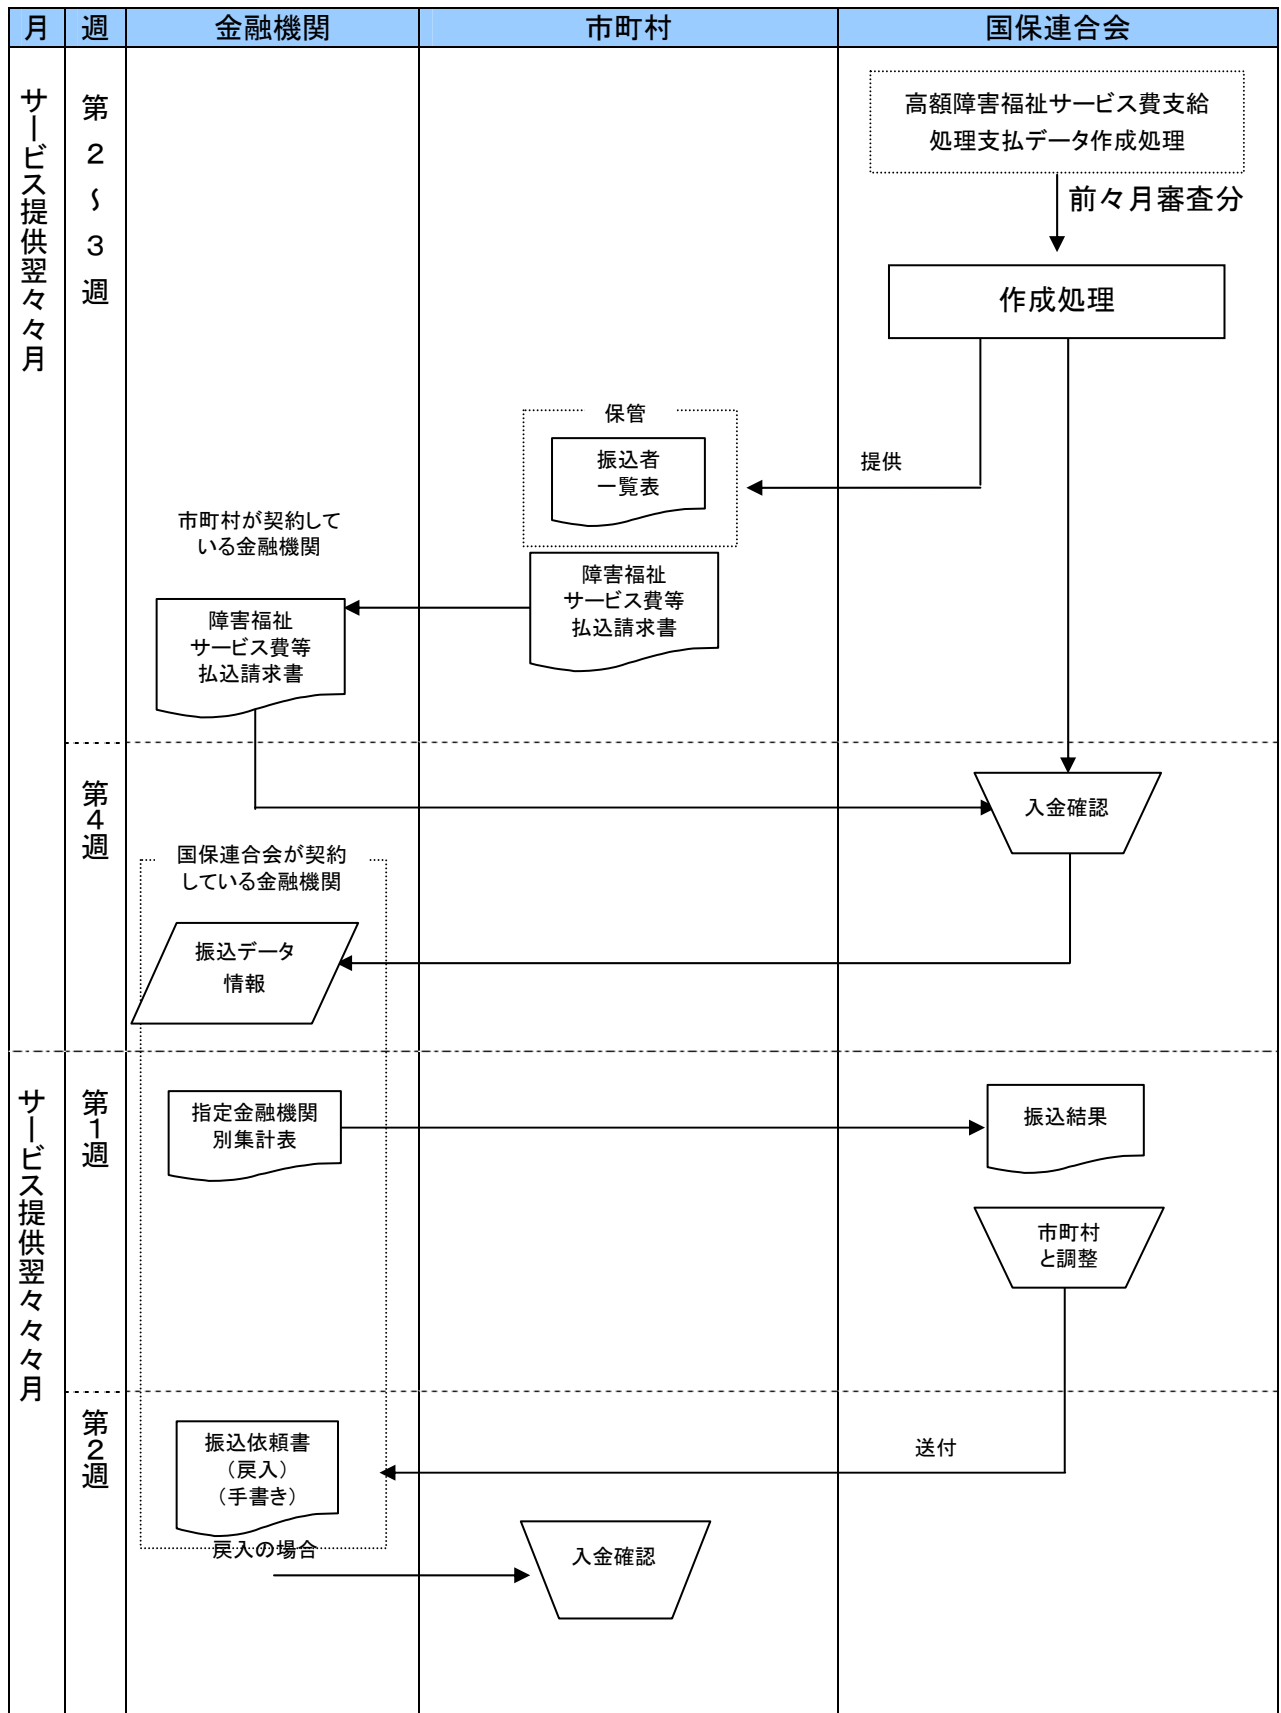 月
週
金融機関
市町村
国保連合会
サービス提供翌々月
第２～３週
高額障害福祉サービス費支給
処理支払データ作成処理
前々月審査分
作成処理
保管
振込者
一覧表
提供
市町村が契約して
いる金融機関
障害福祉
サービス費等
払込請求書
障害福祉
サービス費等
払込請求書
第４週
入金確認
国保連合会が契約
している金融機関
振込データ
情報
サービス提供翌々々月
第１週
指定金融機関
別集計表
振込結果
市町村
と調整
第２週
振込依頼書
（戻入）
（手書き）
送付
戻入の場合
入金確認